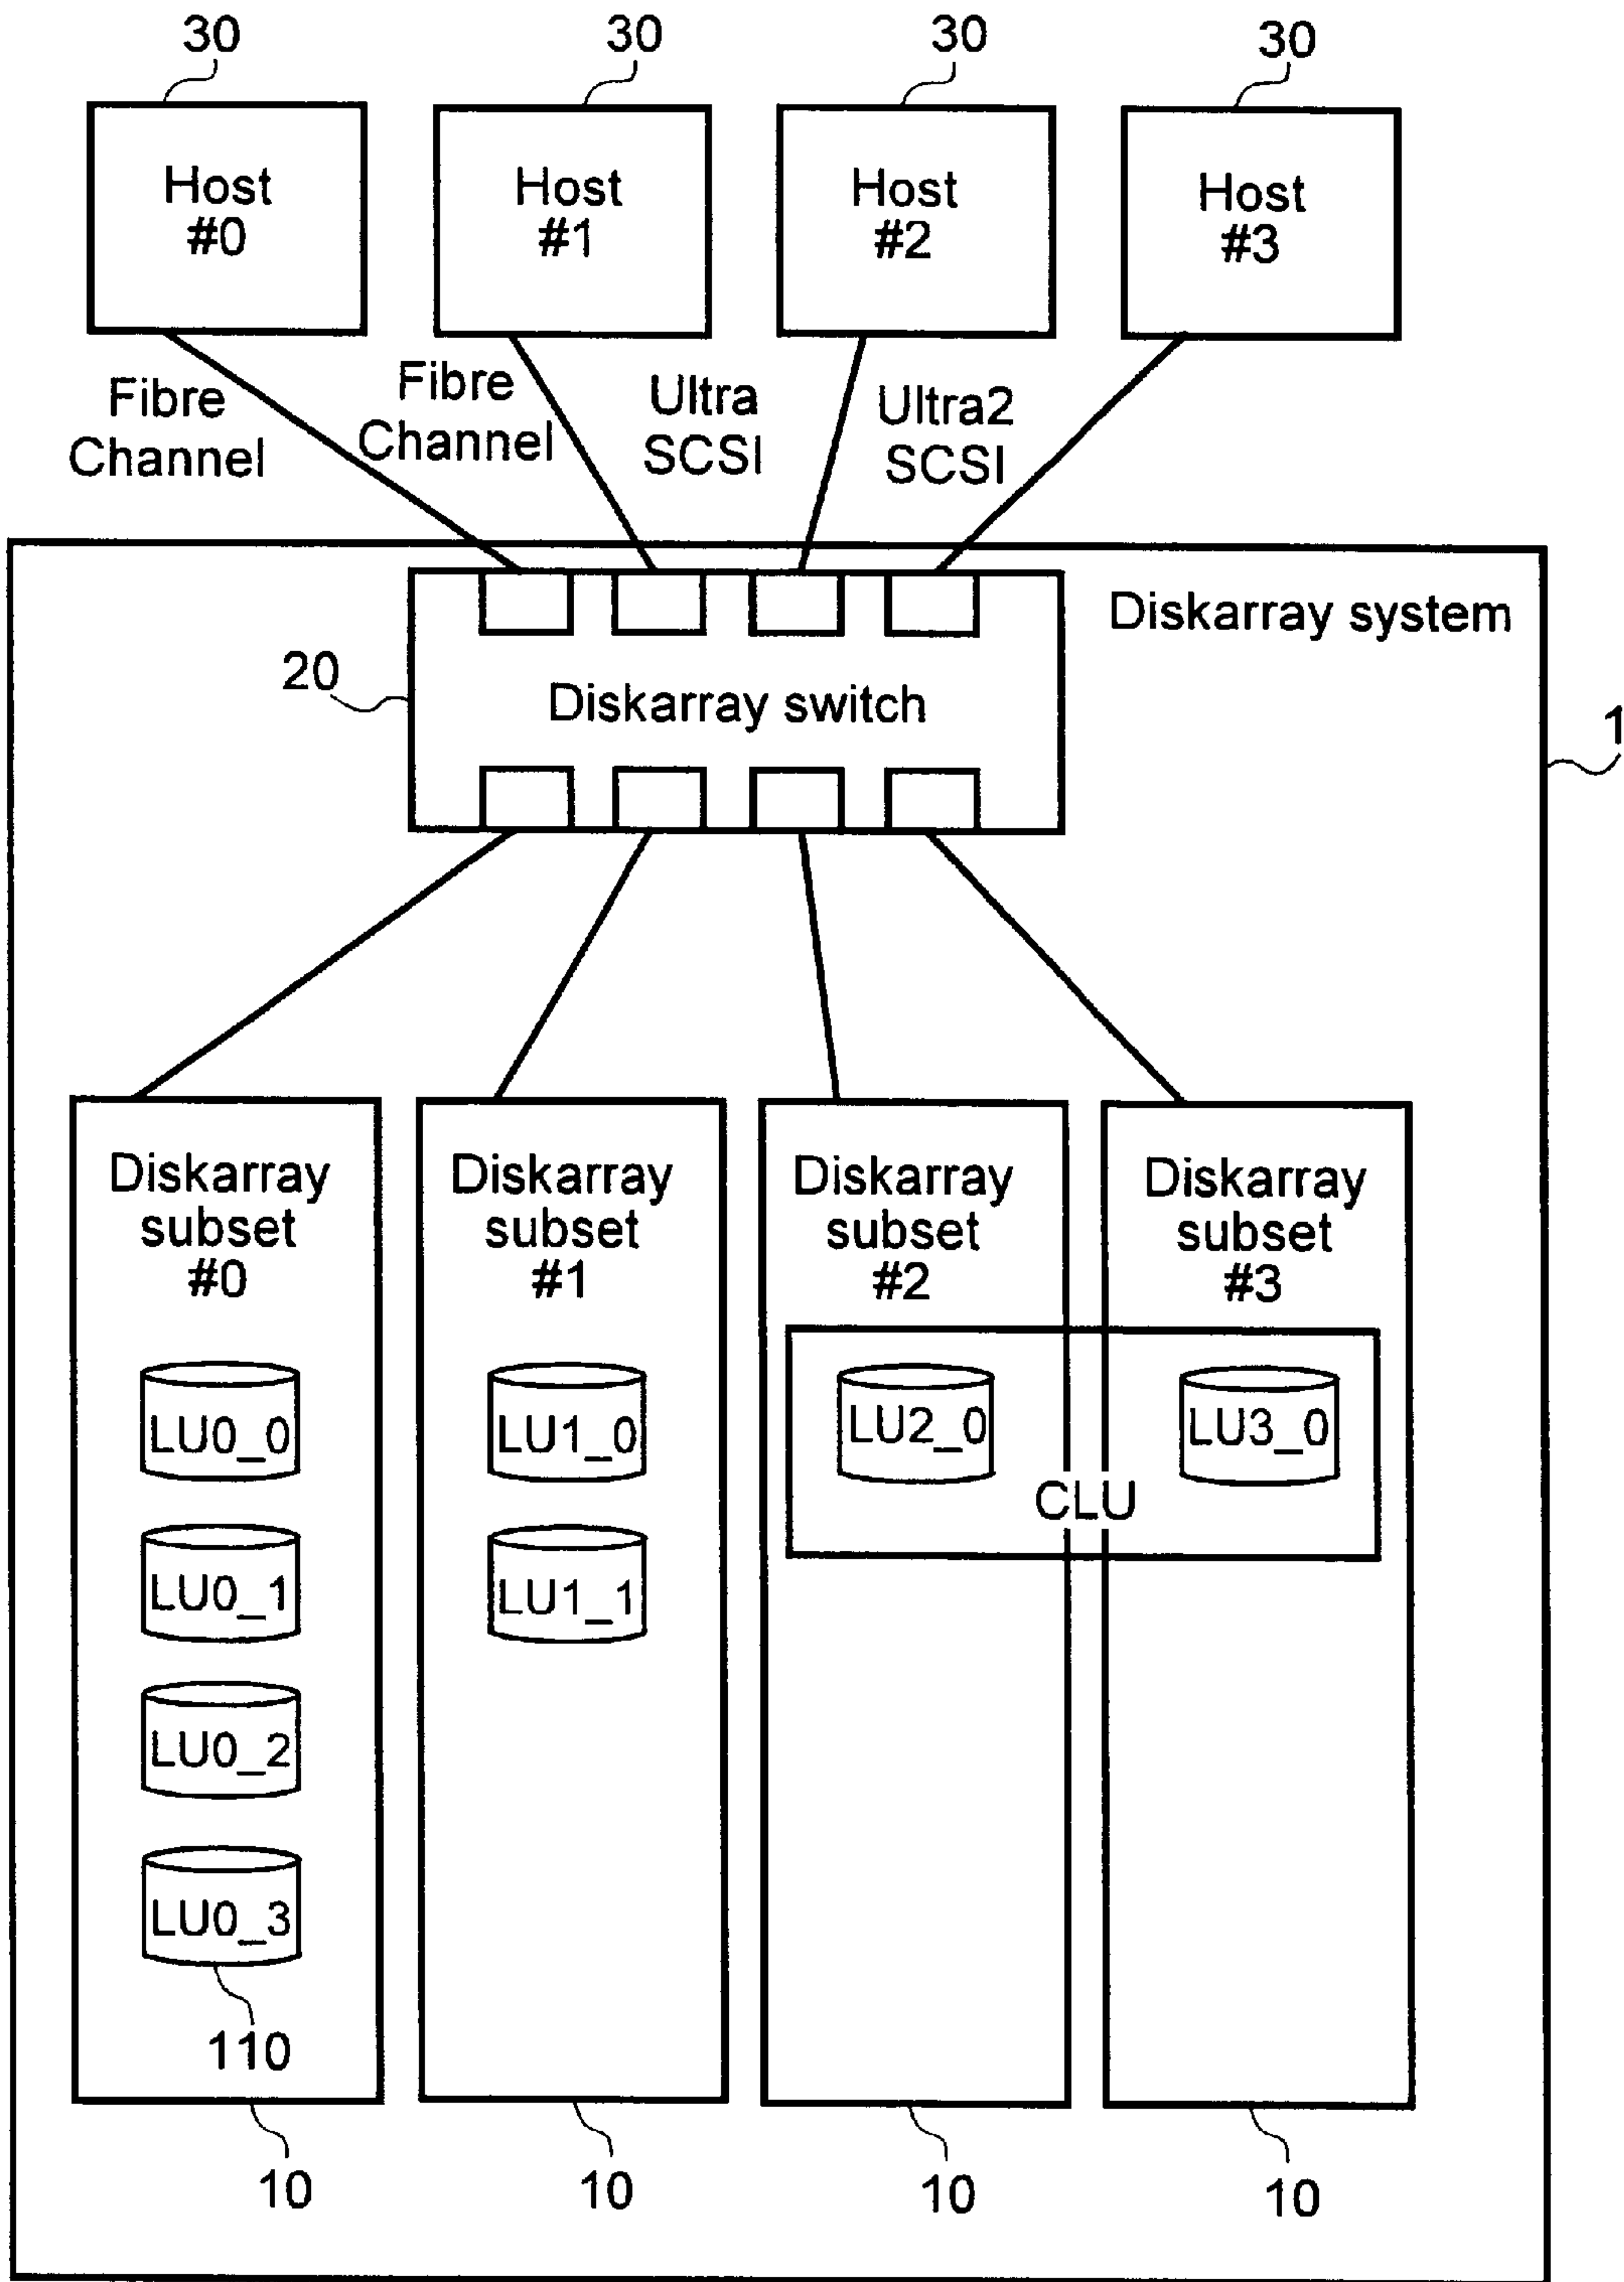 30 30 30 30
Host Host Host Host
#0 #1 #2 #3
Fibre Channel
Fibre Channel
Ultra SCSI
Ultra2 SCSI
Diskarray system
20
Diskarray switch
1
Diskarray Diskarray Diskarray Diskarray
subset subset subset subset
#0 #1 #2 #3
LU0_0 LU1_0 LU2_0 LU3_0
CLU
LU0_1 LU1_1
LU0_2
LU0_3
110
10 10 10 10